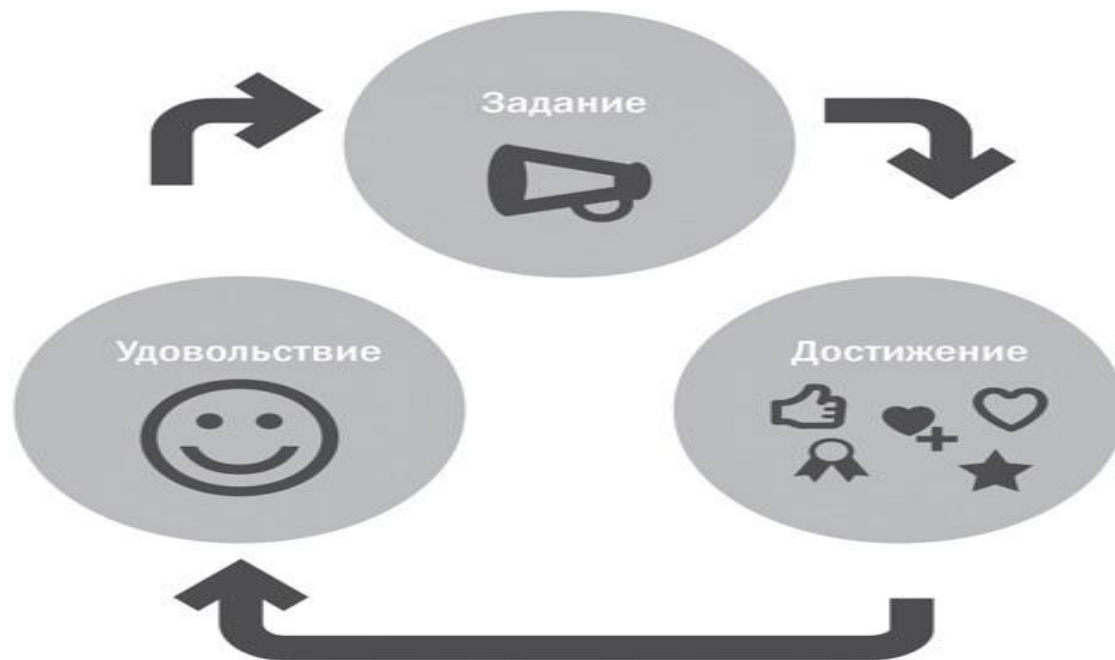 Задание
Удовольствие
Достижение